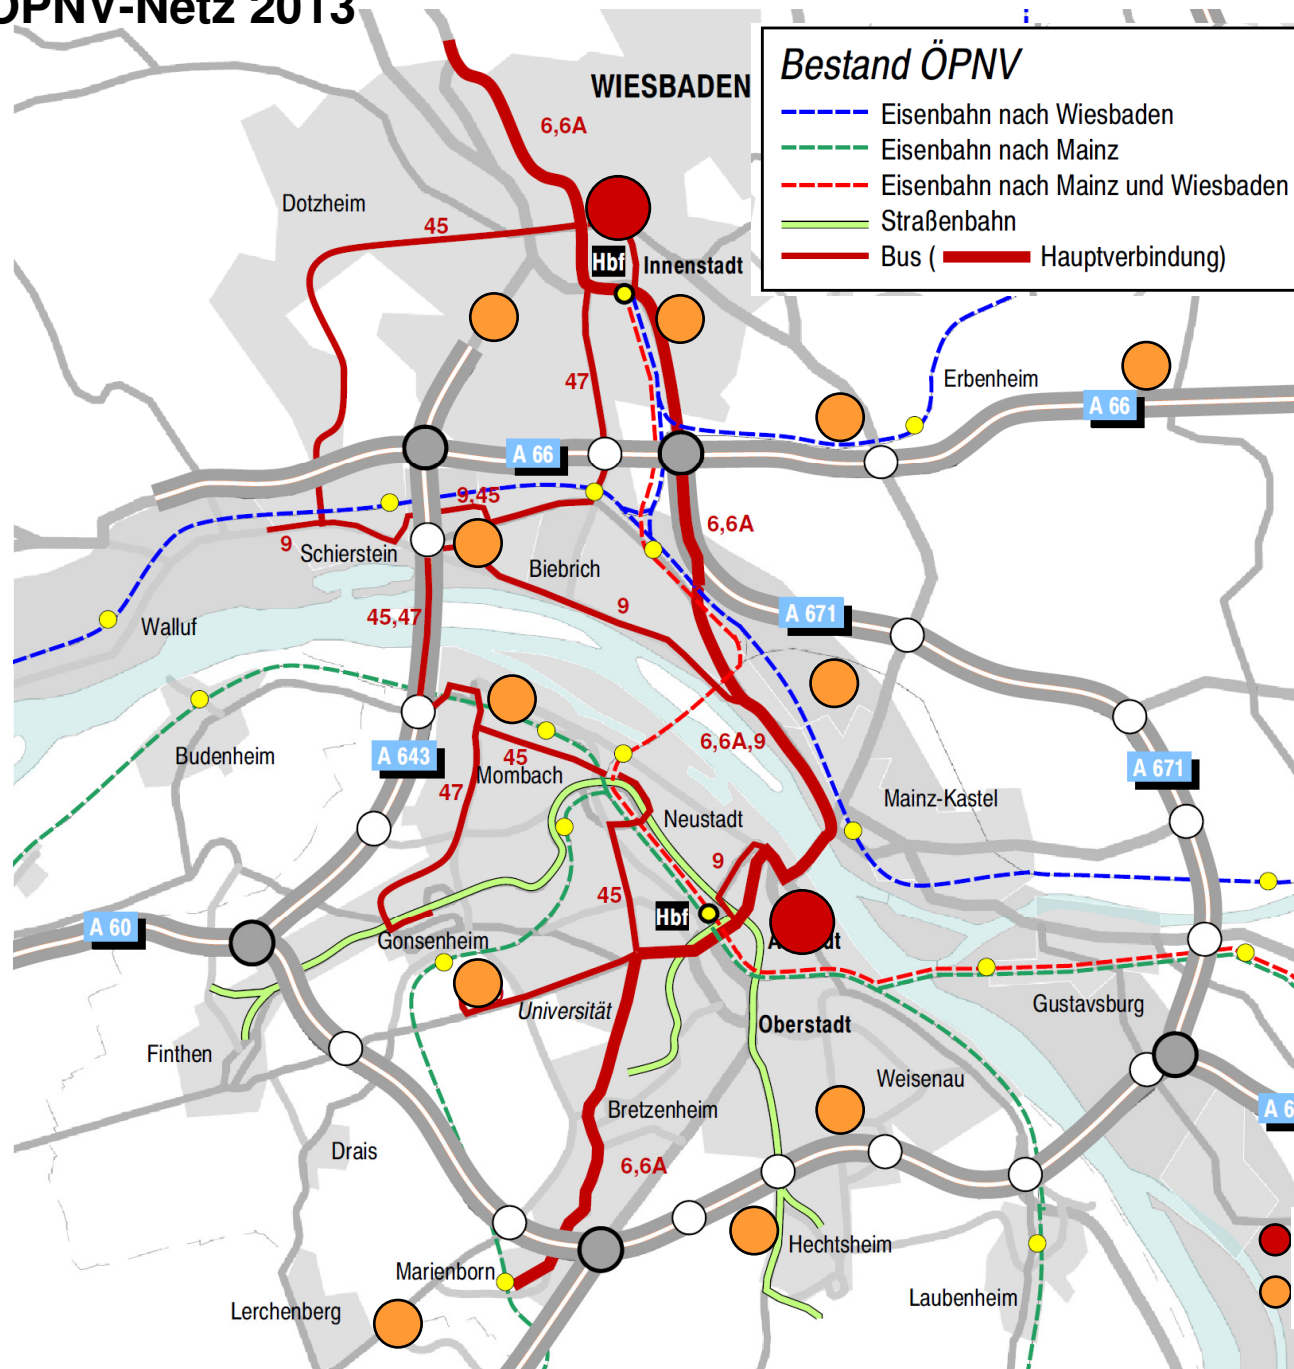 ÖPNV-Netz 2013
WIESBADEN
Bestand ÖPNV
Eisenbahn nach Wiesbaden
Eisenbahn nach Mainz
Eisenbahn nach Mainz und Wiesbaden
Straßenbahn
Bus ( Hauptverbindung)
6,6A
Dotzheim
45
Hbf
Innenstadt
47
Erbenheim
A 66
A 66
9,45
9
Schierstein
6,6A
Biebrich
9
45,47
A 671
Walluf
6,6A,9
Budenheim
A 643
45
Mombach
47
A 671
Mainz-Kastel
Neustadt
9
45
Hbf
A 60
Gonsenheim
Universität
Gustavsburg
Oberstadt
Finthen
Weisenau
Bretzenheim
A 6
Drais
6,6A
Hechtsheim
Marienborn
Laubenheim
Lerchenberg